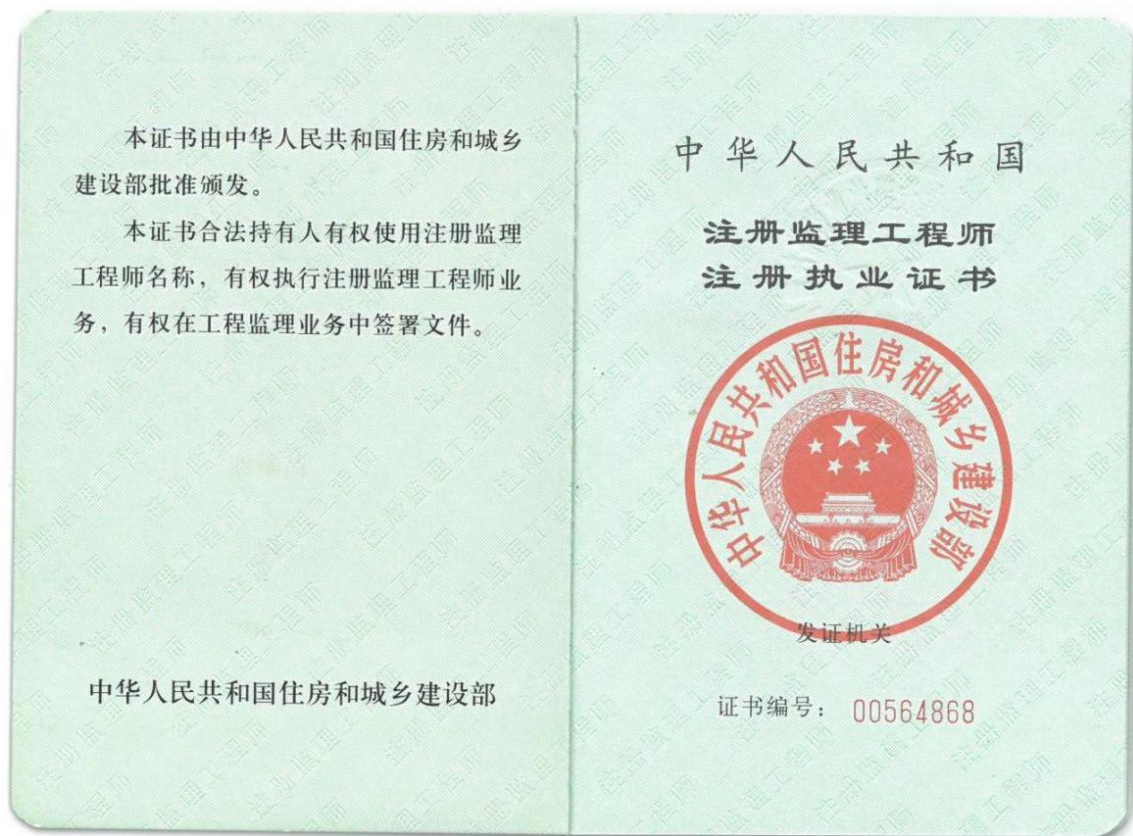 本证书由中华人民共和国住房和城乡
建设部批准颁发。
本证书合法持有人有权使用注册监理
工程师名称，有权执行注册监理工程师业
务，有权在工程监理业务中签署文件。
中华人民共和国住房和城乡建设部
中华人民共和国
注册监理工程师
注册执业证书
中华人民共和国住房和城乡建设部
发证机关
证书编号： 00564868